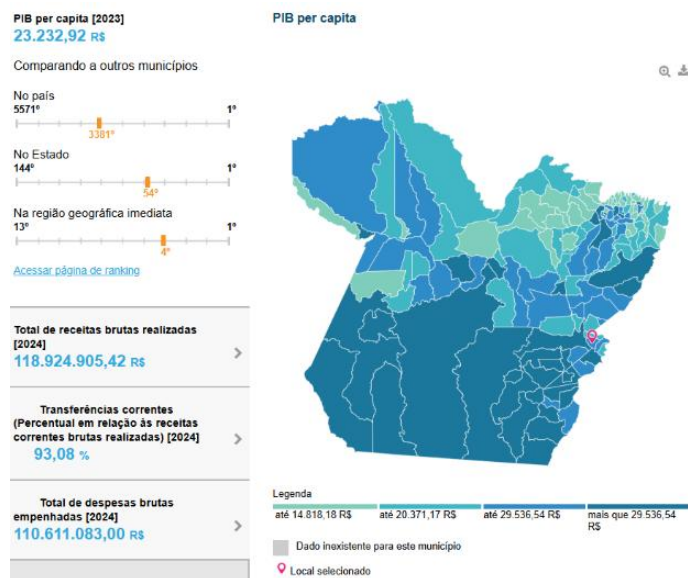 PIB per capita [2023]
23.232,92 R$
Comparando a outros municípios
No país
5571º 1º
3381º
No Estado
144º 1º
54º
Na região geográfica imediata
13º 1º
4º
Acessar página de ranking
Total de receitas brutas realizadas
[2024]
118.924.905,42 R$
Transferências correntes
(Percentual em relação às receitas
correntes brutas realizadas) [2024]
93,08 %
Total de despesas brutas
empenhadas [2024]
110.611.083,00 R$
PIB per capita
Legenda
até 14.818,18 R$ até 20.371,17 R$ até 29.536,54 R$ mais que 29.536,54
R$
Dado inexistente para este município
Local selecionado